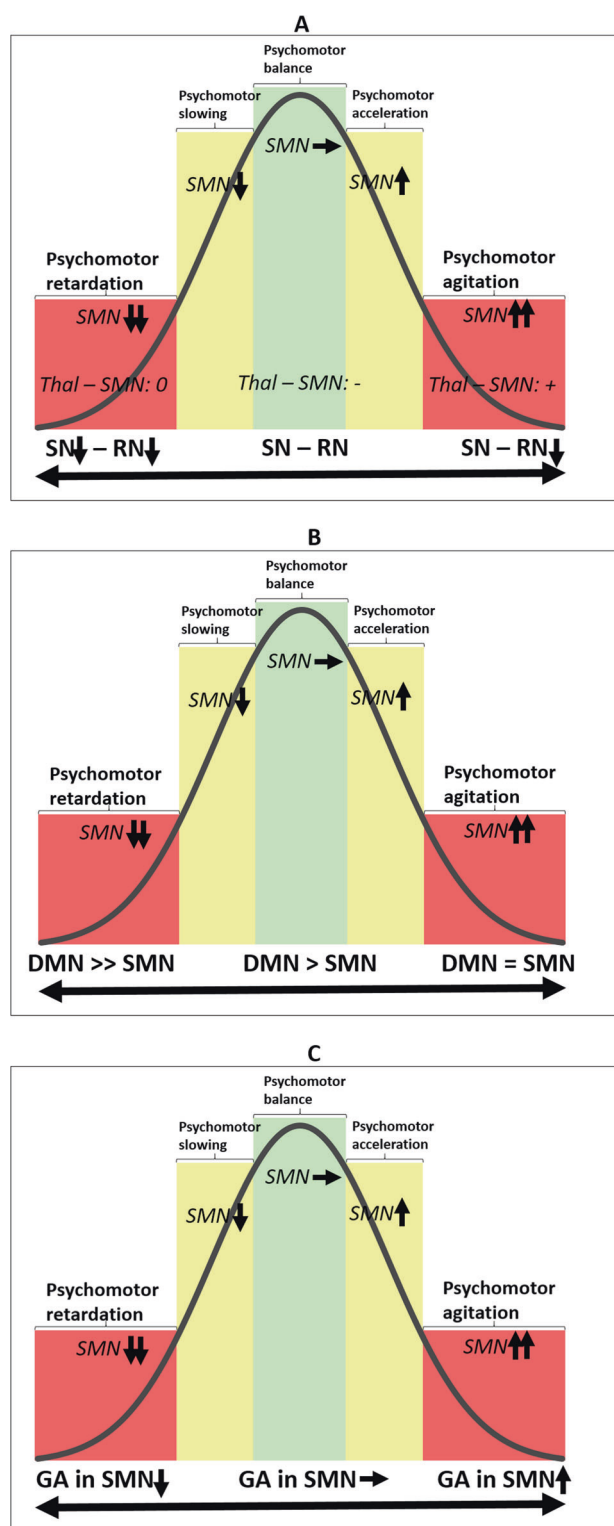 A
Psychomotor
balance
Psychomotor
slowing
Psychomotor
acceleration
SMN→
SMN↓
SMN↑
Psychomotor
retardation
Psychomotor
agitation
SMN↓↓
SMN↑↑
Thal – SMN: 0
Thal – SMN: -
Thal – SMN: +
SN↓ – RN↓
SN – RN
SN – RN↓
B
Psychomotor
balance
Psychomotor
slowing
Psychomotor
acceleration
SMN→
SMN↓
SMN↑
Psychomotor
retardation
Psychomotor
agitation
SMN↓↓
SMN↑↑
DMN >> SMN
DMN > SMN
DMN = SMN
C
Psychomotor
balance
Psychomotor
slowing
Psychomotor
acceleration
SMN→
SMN↓
SMN↑
Psychomotor
retardation
Psychomotor
agitation
SMN↓↓
SMN↑↑
GA in SMN↓
GA in SMN→
GA in SMN↑